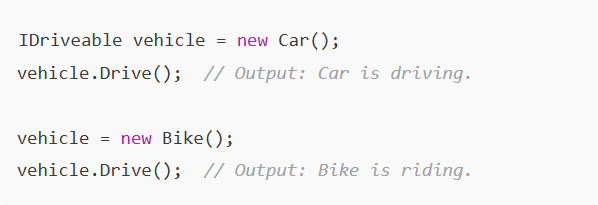 IDriveable vehicle = new Car();
vehicle.Drive();  // Output: Car is driving.
vehicle = new Bike();
vehicle.Drive();  // Output: Bike is riding.